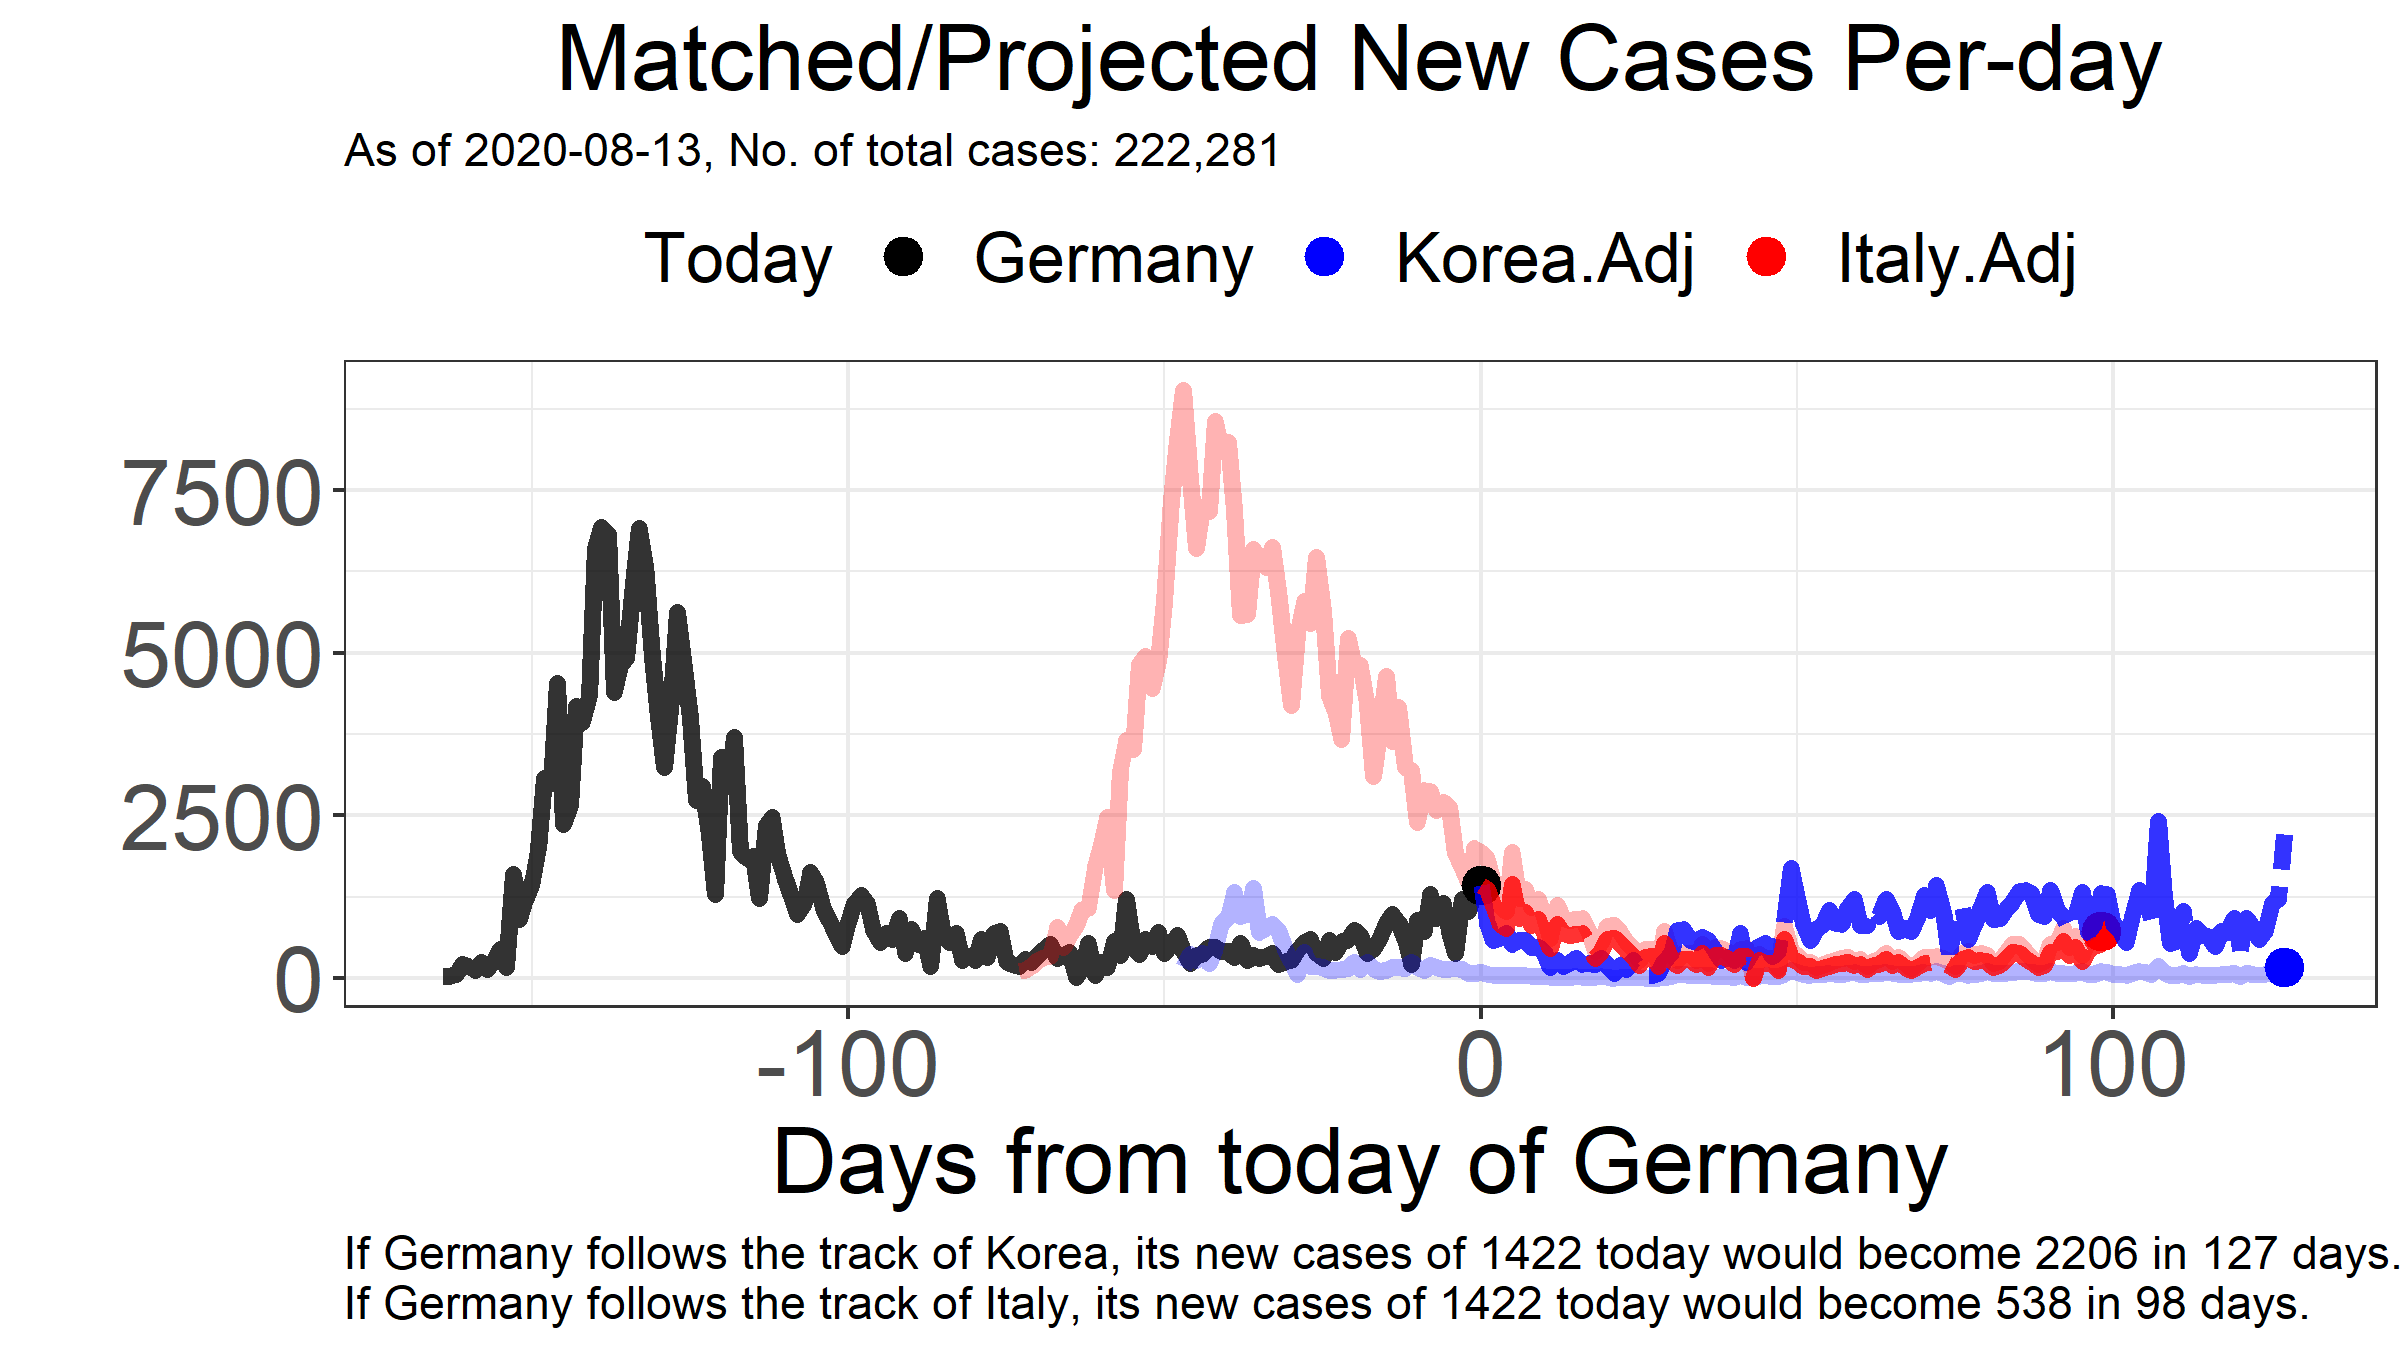 Matched/Projected New Cases Per-day
As of 2020-08-13, No. of total cases: 222,281
Today Germany Korea.Adj Italy.Adj
7500
5000
2500
0
-100 0 100
Days from today of Germany
If Germany follows the track of Korea, its new cases of 1422 today would become 2206 in 127 days.
If Germany follows the track of Italy, its new cases of 1422 today would become 538 in 98 days.